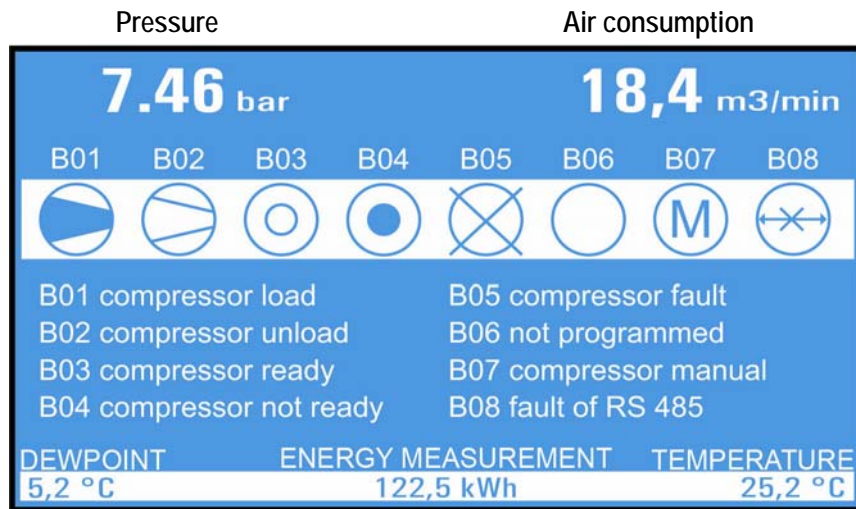 Pressure Air consumption
7.46 bar 18,4 m3/min
B01 B02 B03 B04 B05 B06 B07 B08
M
B01 compressor load B05 compressor fault
B02 compressor unload B06 not programmed
B03 compressor ready B07 compressor manual
B04 compressor not ready B08 fault of RS 485
DEWPOINT ENERGY MEASUREMENT TEMPERATURE
5,2 °C 122,5 kWh 25,2 °C